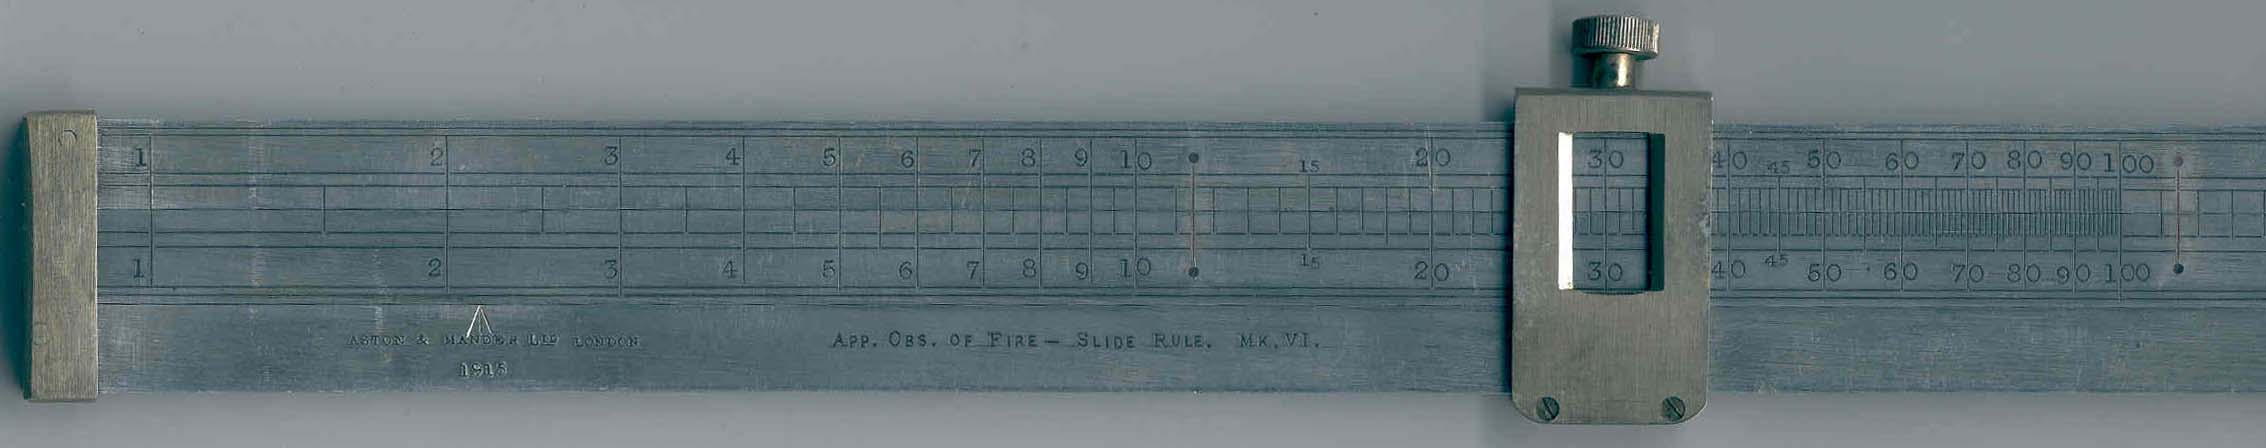 1 2 3 4 5 6 7 8 9 10 15 20 30 40 45 50 60 70 80 90 100
1 2 3 4 5 6 7 8 9 10 15 20 30 40 45 50 60 70 80 90 100
ASTON & MANDER LTD LONDON
APP. OBS. OF FIRE — SLIDE RULE. MK. VI.